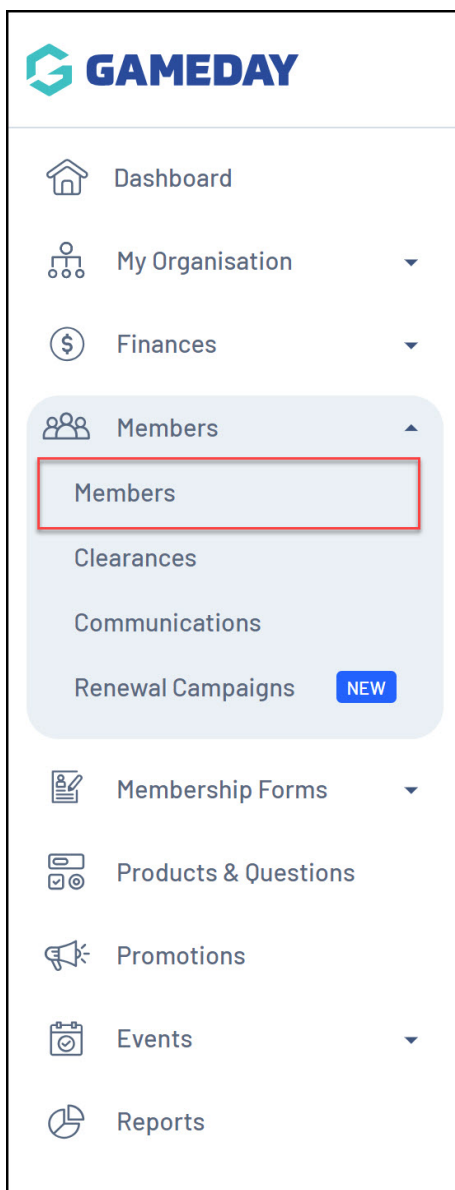 GAMEDAY
Dashboard
My Organisation
Finances
Members
Members
Clearances
Communications
Renewal Campaigns NEW
Membership Forms
Products & Questions
Promotions
Events
Reports